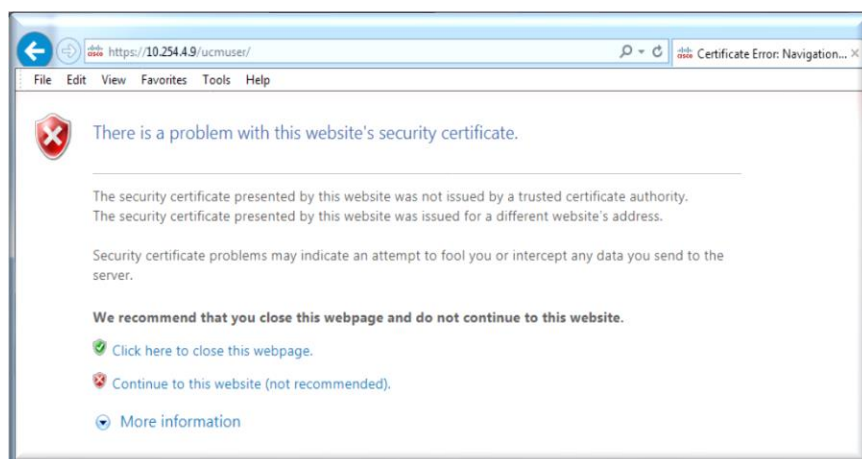 cisco https://10.254.4.9/ucmuser/ cisco Certificate Error: Navigation... ×
File Edit View Favorites Tools Help
There is a problem with this website's security certificate.
The security certificate presented by this website was not issued by a trusted certificate authority.
The security certificate presented by this website was issued for a different website's address.
Security certificate problems may indicate an attempt to fool you or intercept any data you send to the
server.
We recommend that you close this webpage and do not continue to this website.
Click here to close this webpage.
Continue to this website (not recommended).
More information